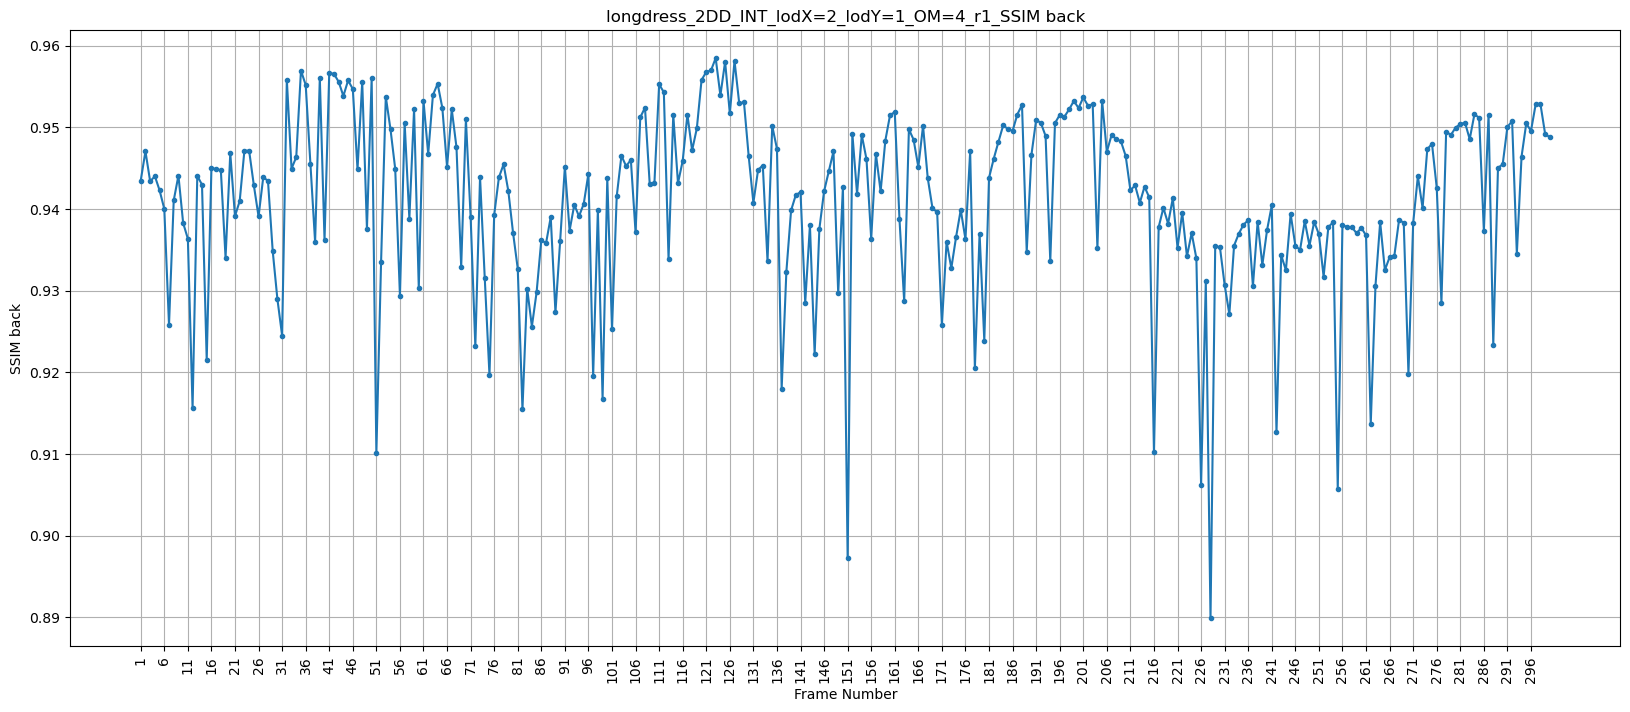 longdress_2DD_INT_lodX=2_lodY=1_OM=4_r1_SSIM back
0.96
0.95
0.94
0.93
0.92
0.91
0.90
0.89
SSIM back
1 6 11 16 21 26 31 36 41 46 51 56 61 66 71 76 81 86 91 96 101 106 111 116 121 126 131 136 141 146 151 156 161 166 171 176 181 186 191 196 201 206 211 216 221 226 231 236 241 246 251 256 261 266 271 276 281 286 291 296
Frame Number